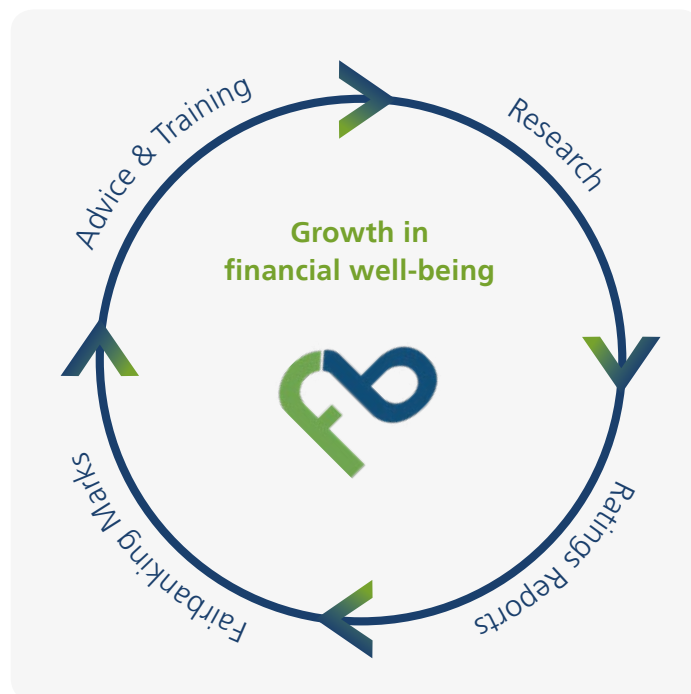 Advice & Training
Research
Growth in
financial well-being
Ratings Reports
Fairbanking Marks